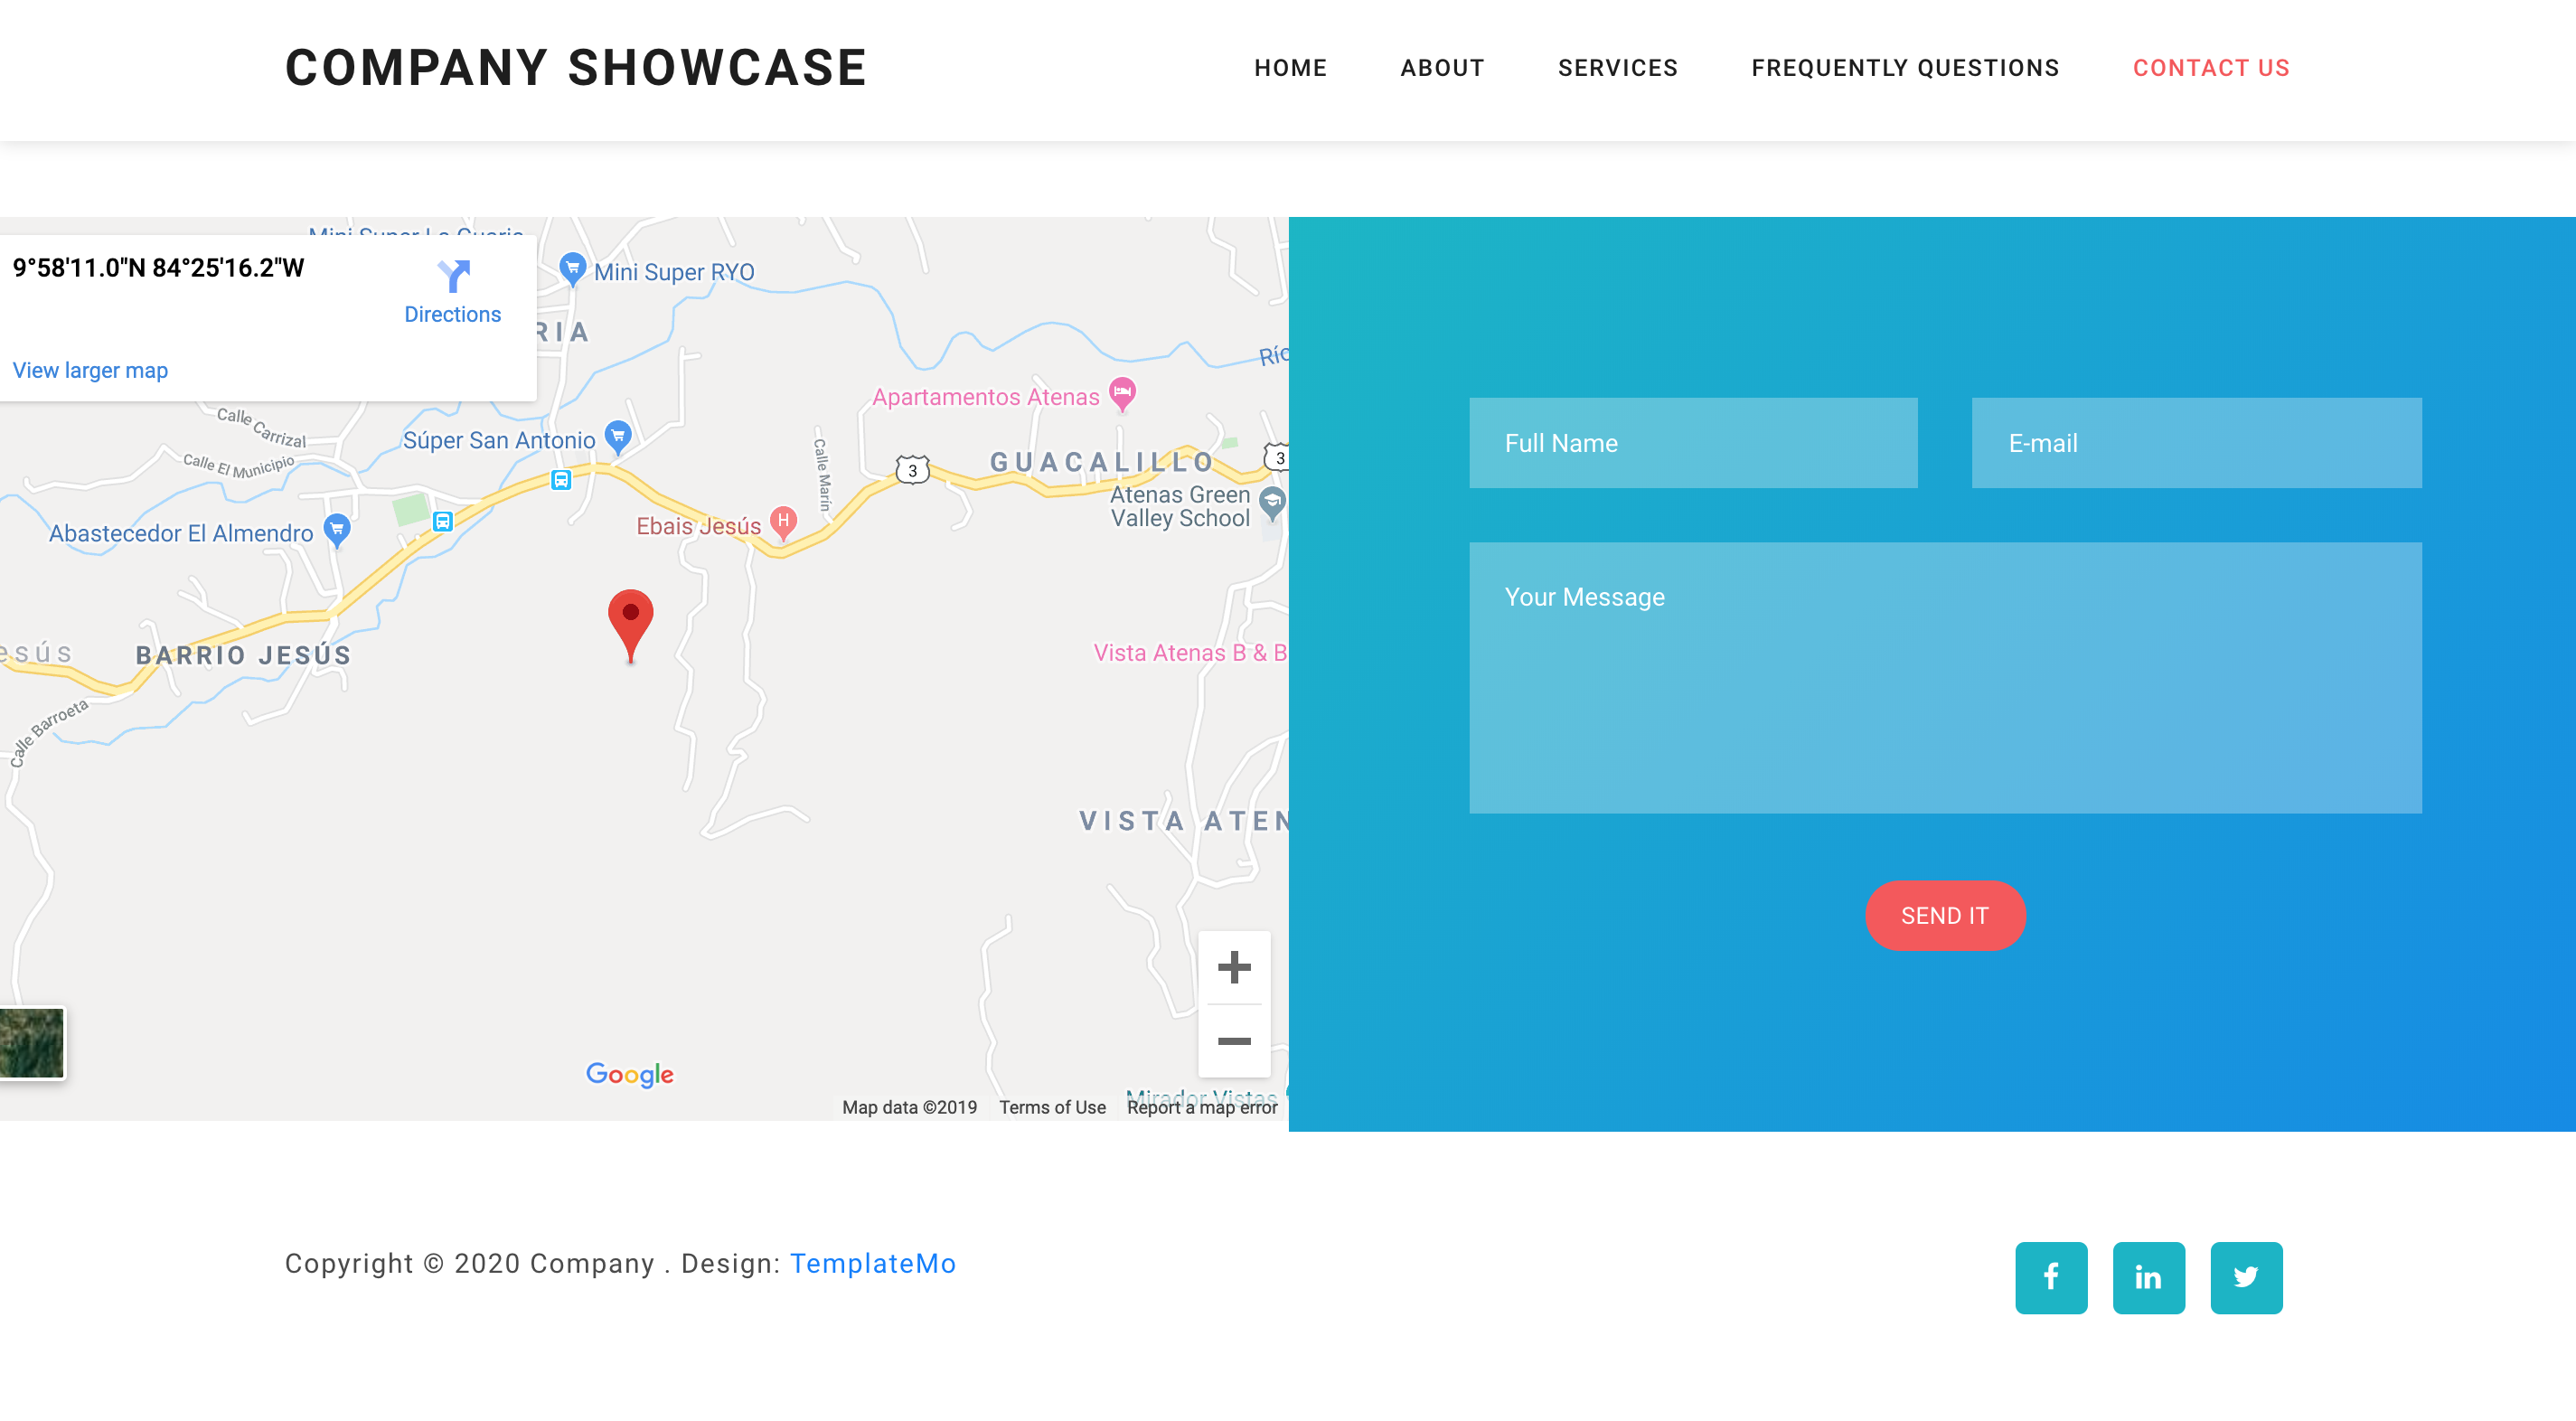 COMPANY SHOWCASE
HOME
ABOUT
SERVICES
FREQUENTLY QUESTIONS
CONTACT US
Mini Super La Guaria
9°58'11.0"N 84°25'16.2"W
Directions
View larger map
Mini Super RYO
RIA
Río
Apartamentos Atenas
Calle Carrizal
Súper San Antonio
Calle El Municipio
Calle Marín
3
GUACALILLO
3
Atenas Green
Valley School
Abastecedor El Almendro
Ebais Jesús
H
esús
BARRIO JESÚS
Vista Atenas B & B
Calle Barroeta
VISTA ATEN
Google
Mirador Vistas
Map data ©2019
Terms of Use
Report a map error
Full Name
E-mail
Your Message
SEND IT
Copyright © 2020 Company . Design: TemplateMo
f
in